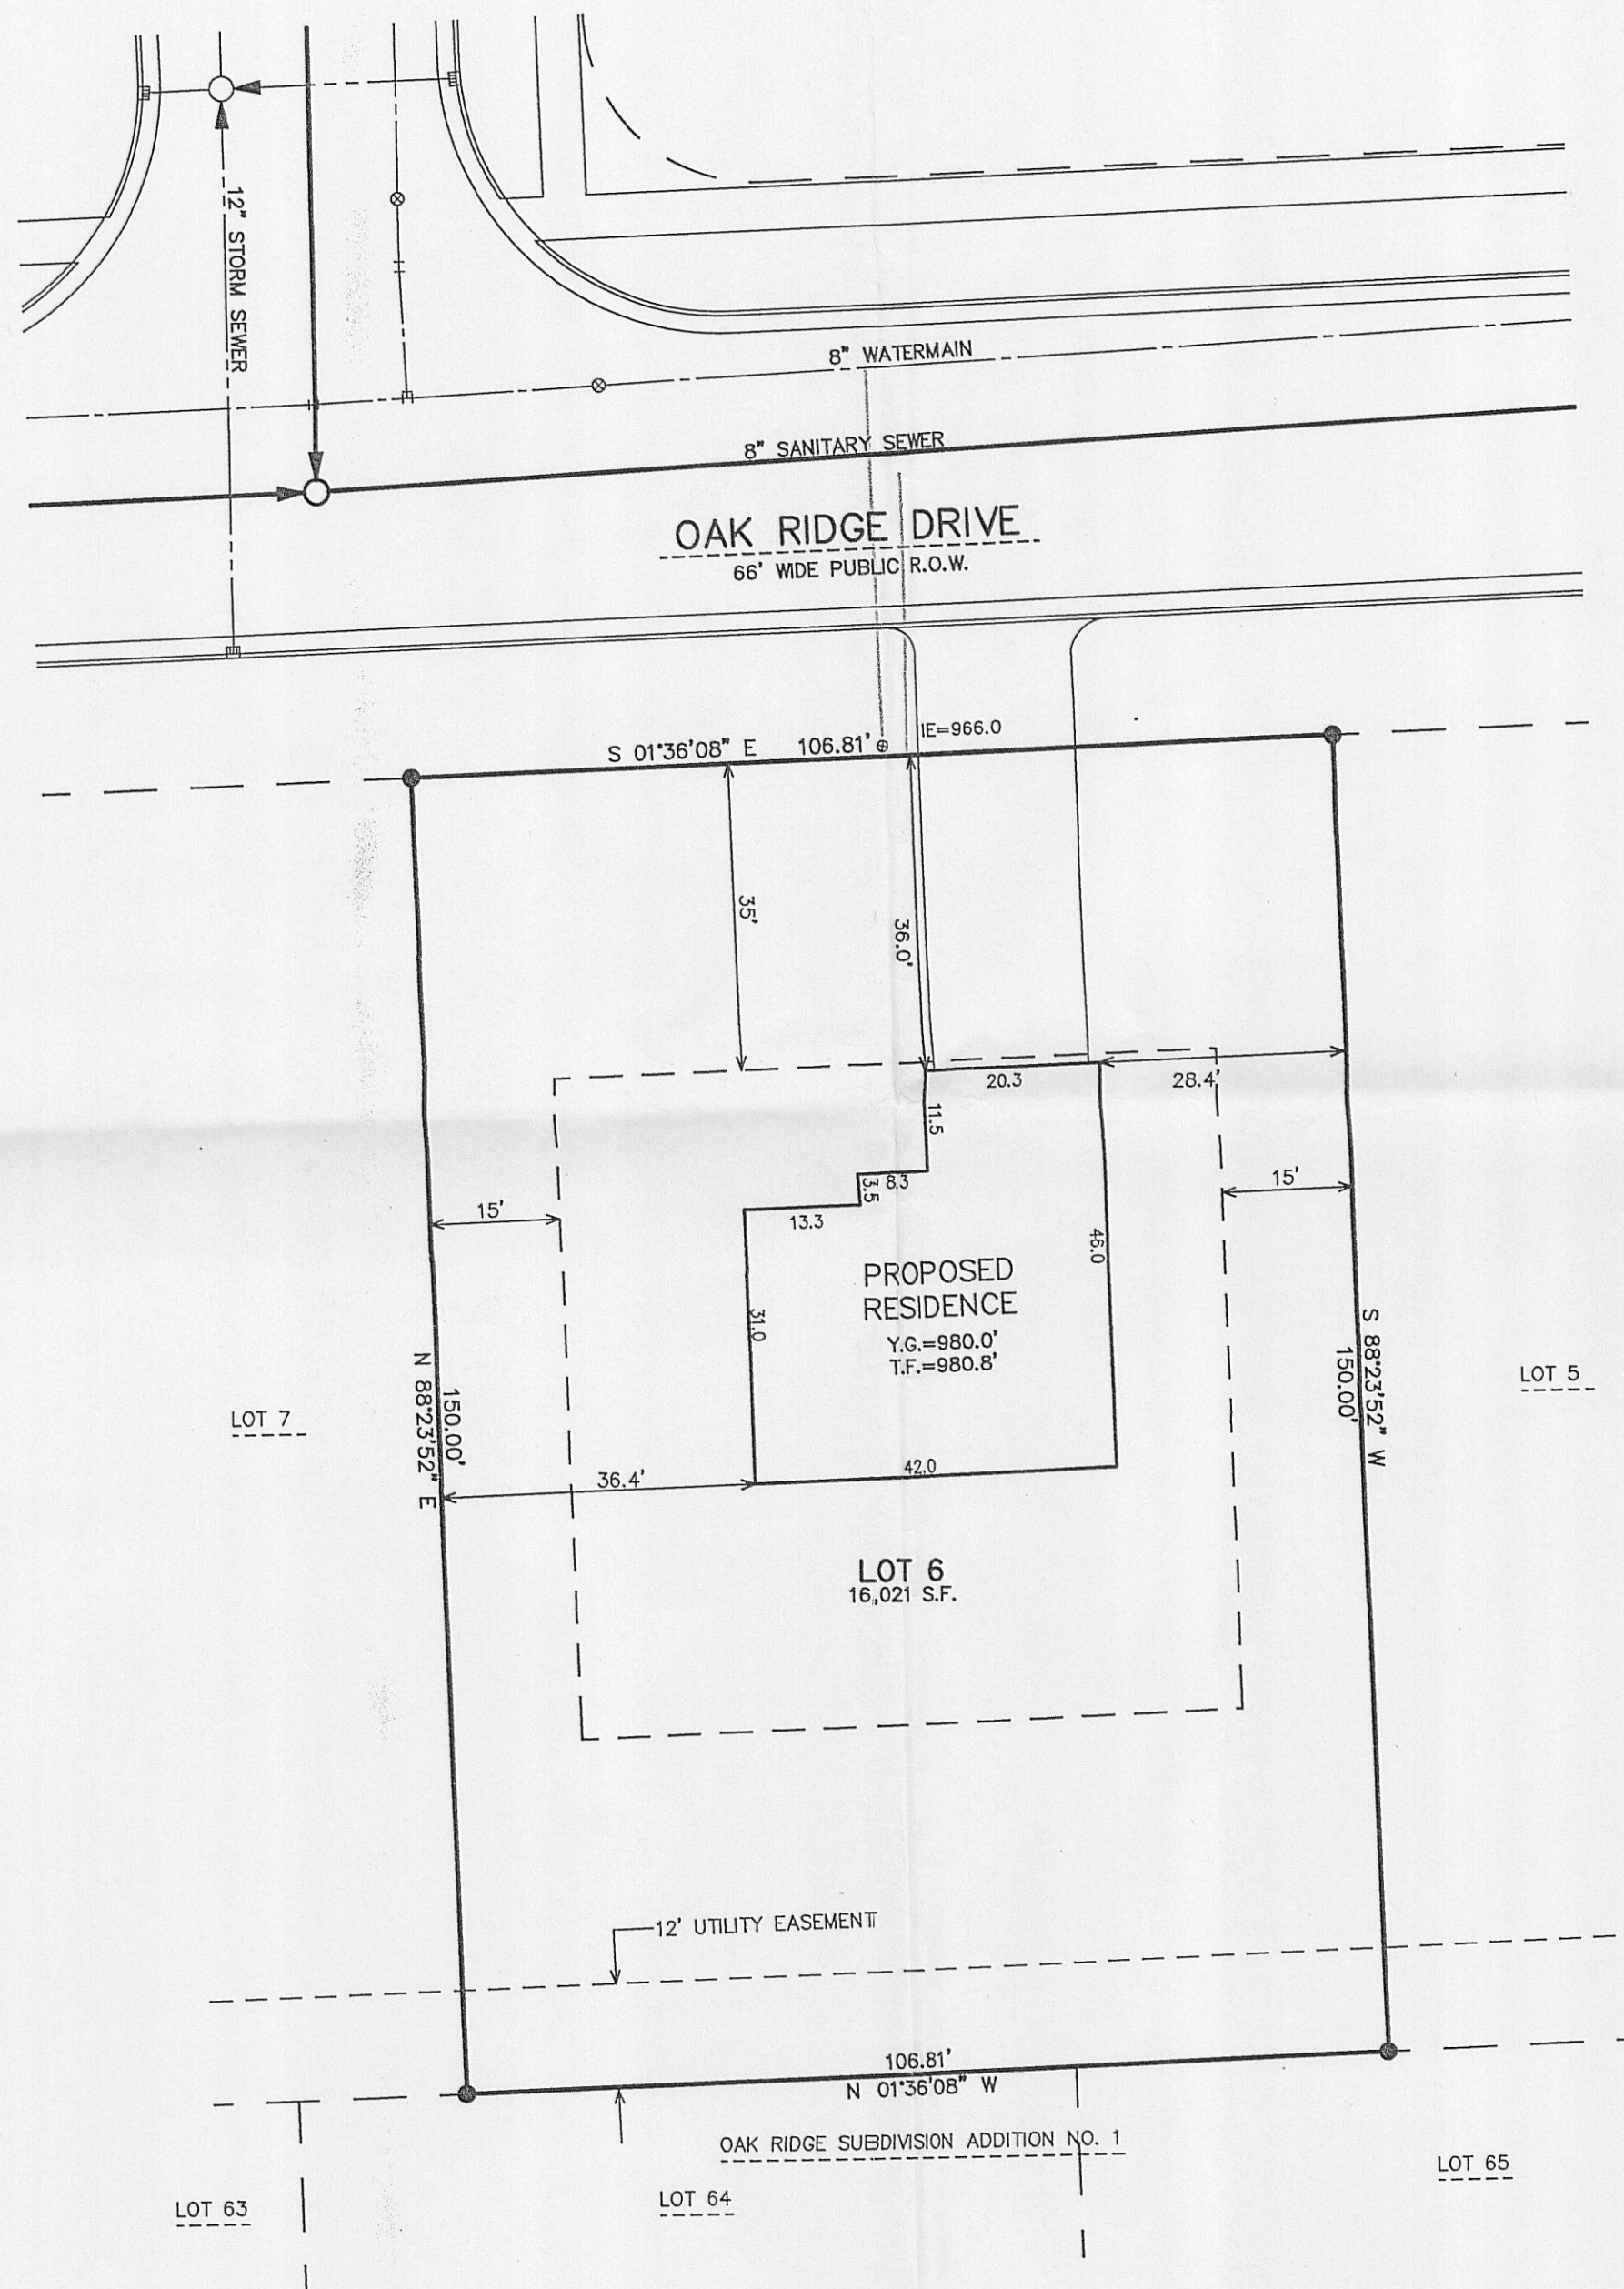 12" STORM SEWER
8" WATERMAIN
8" SANITARY SEWER
OAK RIDGE DRIVE
66' WIDE PUBLIC R.O.W.
S 01°36'08" E 106.81'
IE=966.0
35'
36.0'
20.3
28.4'
11.5
8.3
3.5
13.3
15'
15'
46.0
31.0
PROPOSED
RESIDENCE
Y.G.=980.0'
T.F.=980.8'
N 88°23'52" E
150.00'
S 88°23'52" W
150.00'
LOT 7
LOT 5
36.4'
42.0
LOT 6
16,021 S.F.
12' UTILITY EASEMENT
106.81'
N 01°36'08" W
OAK RIDGE SUBDIVISION ADDITION NO. 1
LOT 63
LOT 64
LOT 65